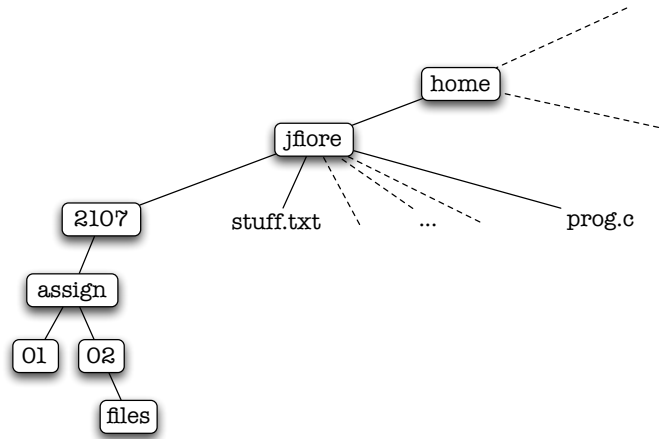 home
jfiore
2107
stuff.txt
...
prog.c
assign
01
02
files